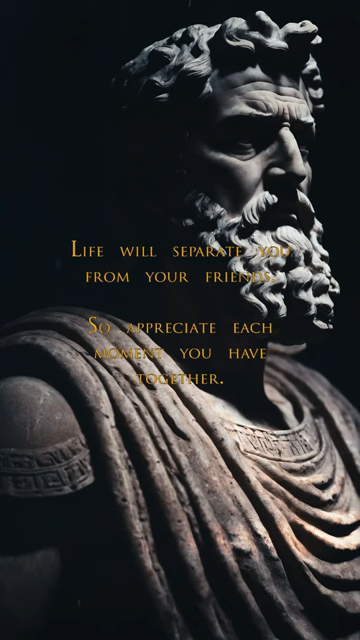 Life will separate you
from your friends.
So appreciate each
moment you have
together.